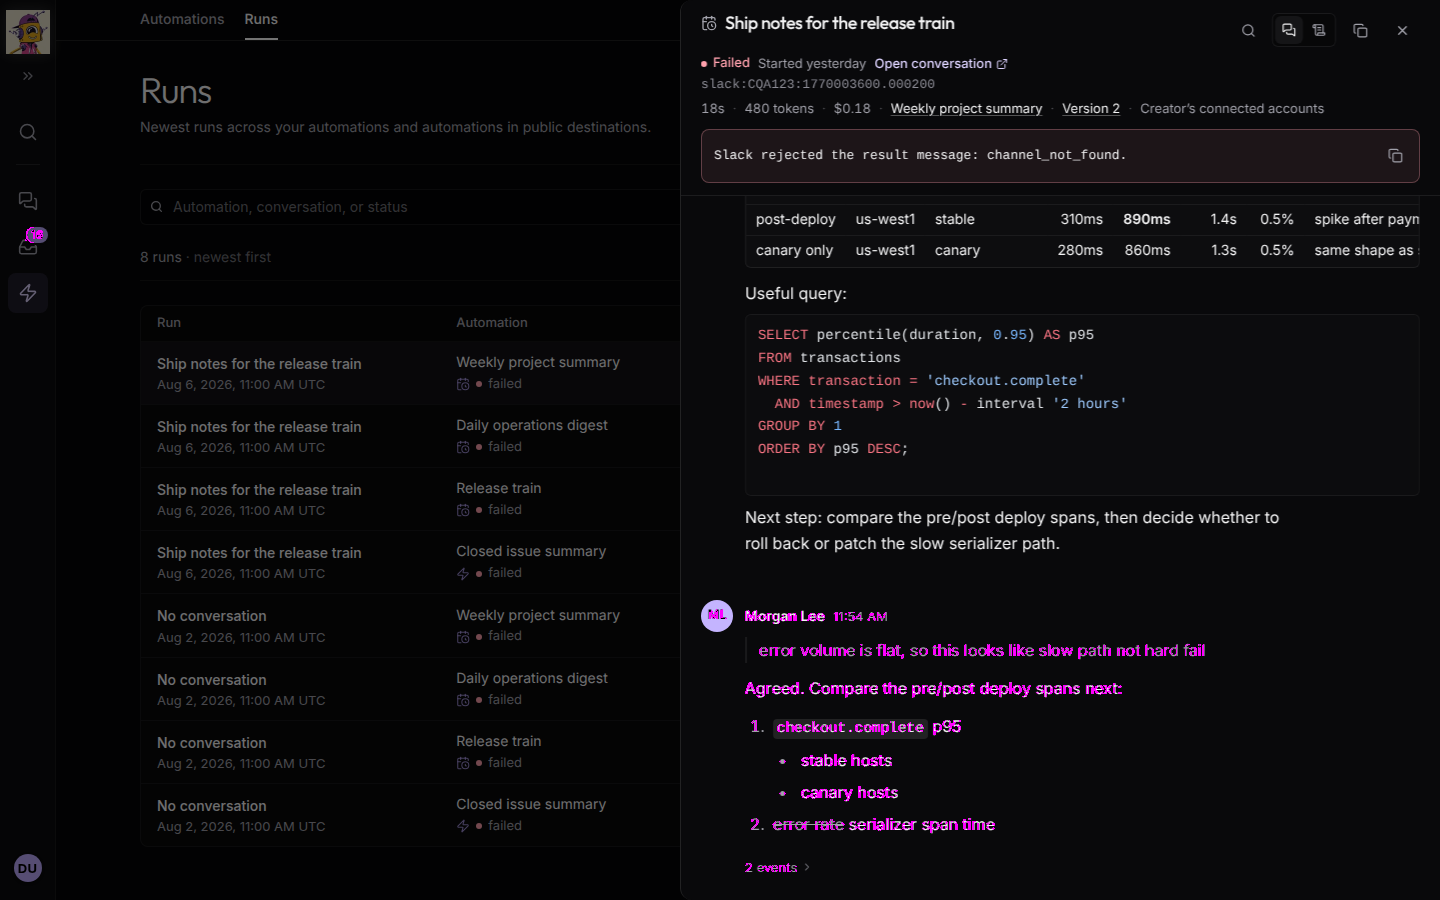 Automations Runs
Runs
Newest runs across your automations and automations in public destinations.
Automation, conversation, or status
8 runs · newest first
Run Automation
Ship notes for the release train Weekly project summary
Aug 6, 2026, 11:00 AM UTC failed
Ship notes for the release train Daily operations digest
Aug 6, 2026, 11:00 AM UTC failed
Ship notes for the release train Release train
Aug 6, 2026, 11:00 AM UTC failed
Ship notes for the release train Closed issue summary
Aug 6, 2026, 11:00 AM UTC failed
No conversation Weekly project summary
Aug 2, 2026, 11:00 AM UTC failed
No conversation Daily operations digest
Aug 2, 2026, 11:00 AM UTC failed
No conversation Release train
Aug 2, 2026, 11:00 AM UTC failed
No conversation Closed issue summary
Aug 2, 2026, 11:00 AM UTC failed
DU
Ship notes for the release train
Failed Started yesterday Open conversation
slack:CQA123:1770003600.000200
18s · 480 tokens · $0.18 · Weekly project summary · Version 2 · Creator's connected accounts
Slack rejected the result message: channel_not_found.
post-deploy us-west1 stable 310ms 890ms 1.4s 0.5% spike after paym
canary only us-west1 canary 280ms 860ms 1.3s 0.5% same shape as
Useful query:
SELECT percentile(duration, 0.95) AS p95
FROM transactions
WHERE transaction = 'checkout.complete'
AND timestamp > now() - interval '2 hours'
GROUP BY 1
ORDER BY p95 DESC;
Next step: compare the pre/post deploy spans, then decide whether to
roll back or patch the slow serializer path.
ML Morgan Lee 11:54 AM
error volume is flat, so this looks like slow path not hard fail
Agreed. Compare the pre/post deploy spans next:
1. checkout.complete p95
• stable hosts
• canary hosts
2. error rate serializer span time
2 events